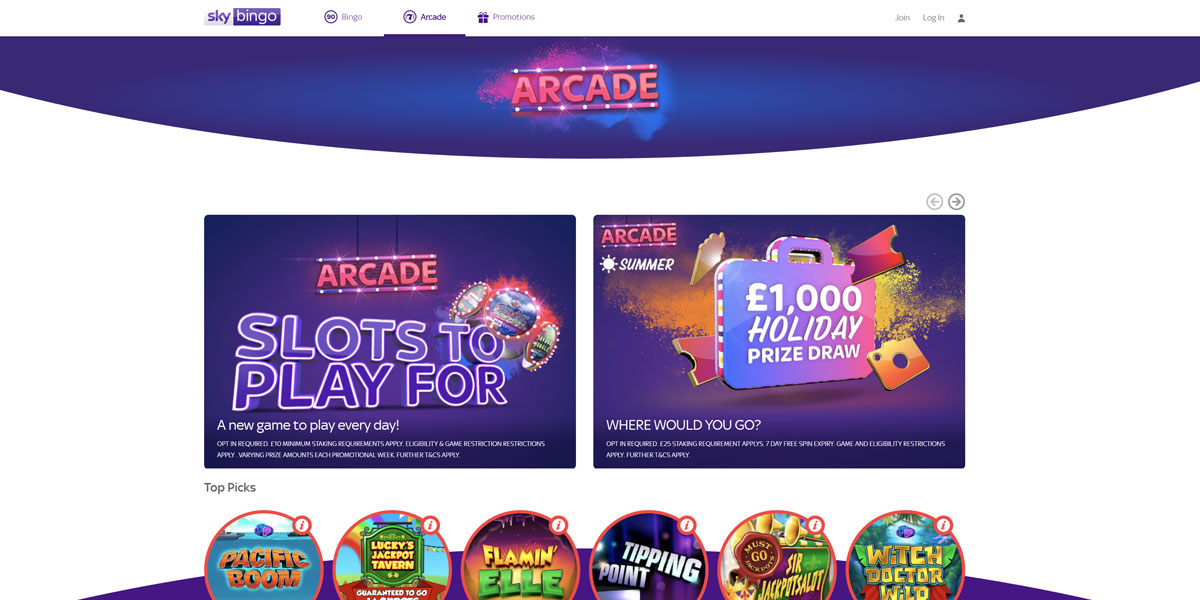 sky bingo
90 Bingo
7 Arcade
Promotions
Join
Log In
ARCADE
ARCADE
SLOTS TO
PLAY FOR
A new game to play every day!
OPT IN REQUIRED. £10 MINIMUM STAKING REQUIREMENTS APPLY. ELIGIBILITY & GAME RESTRICTION RESTRICTIONS
APPLY . VARYING PRIZE AMOUNTS EACH PROMOTIONAL WEEK. FURTHER T&CS APPLY.
ARCADE
SUMMER
£1,000
HOLIDAY
PRIZE DRAW
WHERE WOULD YOU GO?
OPT IN REQUIRED. £25 STAKING REQUIREMENT APPLYS. 7 DAY FREE SPIN EXPIRY. GAME AND ELIGIBILITY RESTRICTIONS
APPLY. FURTHER T&CS APPLY.
Top Picks
i
PACIFIC
BOOM
i
LUCKY'S
JACKPOT
TAVERN
GUARANTEED TO GO
i
FLAMIN'
ELLE
i
TIPPING
POINT
i
MUST
GO
JACKPOTS
SIR
JACKPOTSALOT
i
WITCH
DOCTOR
WILD